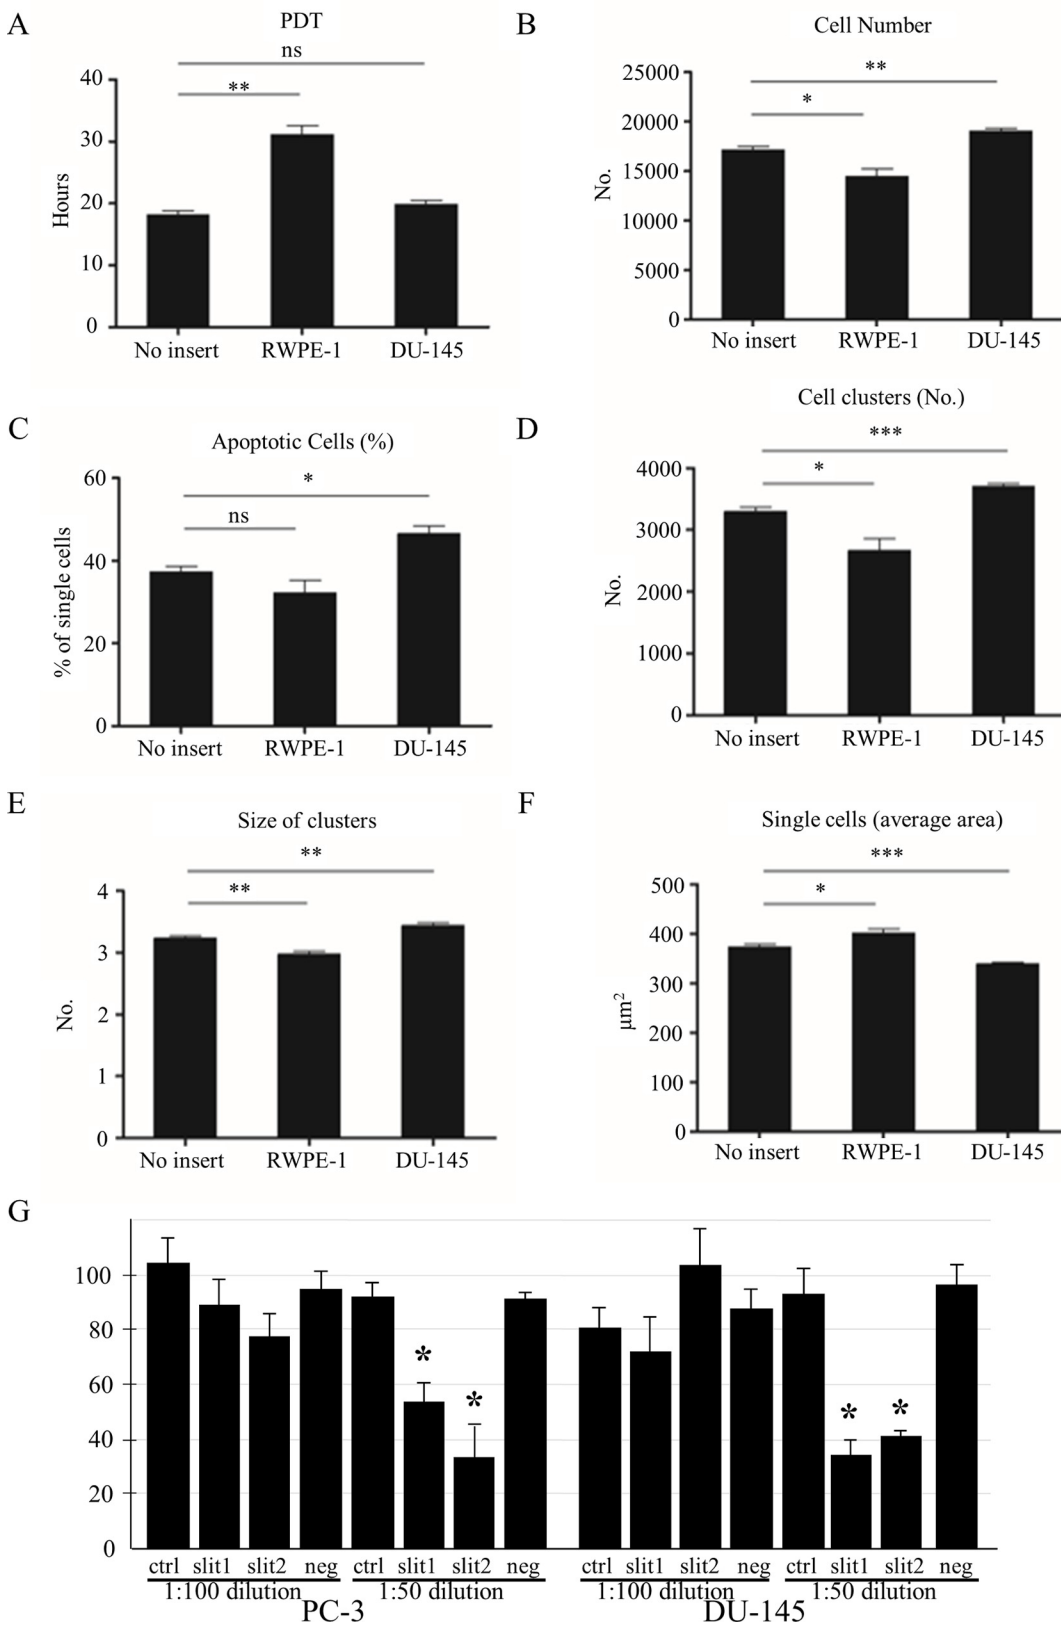 A
PDT
ns
**
40
30
20
10
0
Hours
No insert RWPE-1 DU-145
B
Cell Number
**
*
25000
20000
15000
10000
5000
0
No.
No insert RWPE-1 DU-145
C
Apoptotic Cells (%)
*
ns
60
40
20
0
% of single cells
No insert RWPE-1 DU-145
D
Cell clusters (No.)
***
*
4000
3000
2000
1000
0
No.
No insert RWPE-1 DU-145
E
Size of clusters
**
**
4
3
2
1
0
No.
No insert RWPE-1 DU-145
F
Single cells (average area)
***
*
500
400
300
200
100
0
µm²
No insert RWPE-1 DU-145
G
100
80
60
40
20
0
* * * *
ctrl slit1 slit2 neg ctrl slit1 slit2 neg ctrl slit1 slit2 neg ctrl slit1 slit2 neg
1:100 dilution 1:50 dilution 1:100 dilution 1:50 dilution
PC-3 DU-145